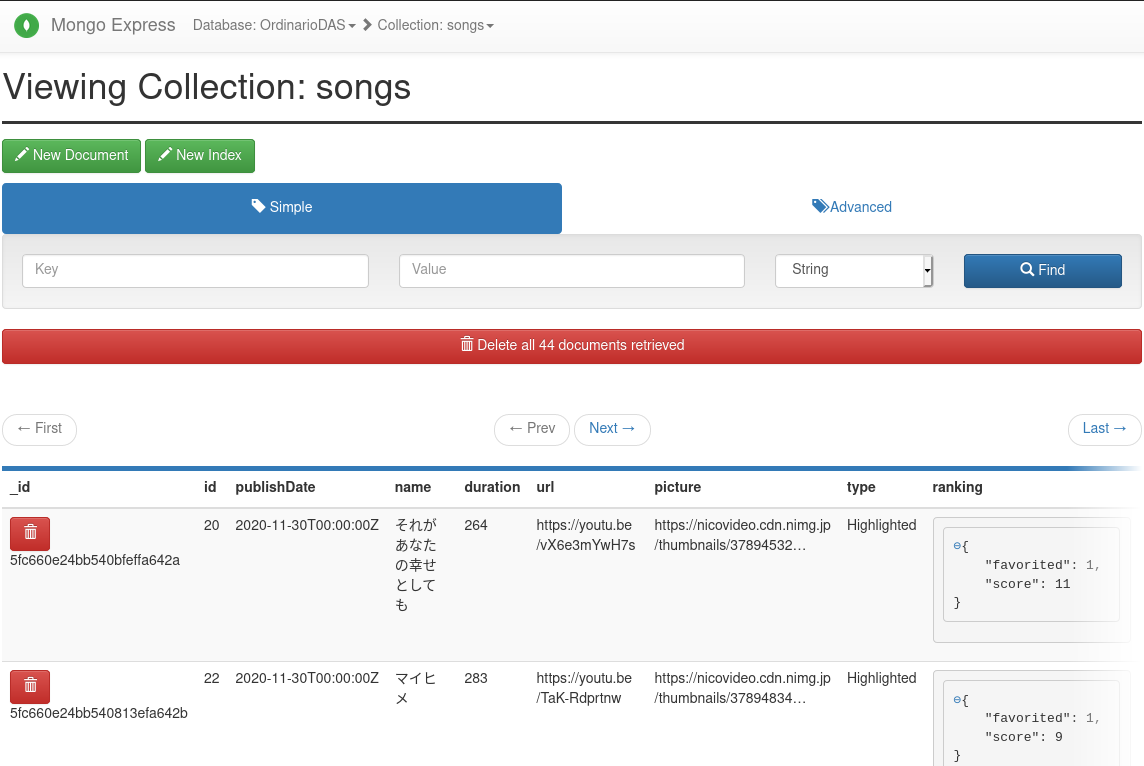 Mongo Express Database: OrdinarioDAS Collection: songs
Viewing Collection: songs
New Document New Index
Simple Advanced
Key Value String Find
Delete all 44 documents retrieved
← First ← Prev Next → Last →
_id id publishDate name duration url picture type ranking
5fc660e24bb540bfeffa642a
20
2020-11-30T00:00:00Z
それが
あなた
の幸せ
として
も
264
https://youtu.be
/vX6e3mYwH7s
https://nicovideo.cdn.nimg.jp
/thumbnails/37894532...
Highlighted
{
"favorited": 1,
"score": 11
}
5fc660e24bb540813efa642b
22
2020-11-30T00:00:00Z
マイヒ
メ
283
https://youtu.be
/TaK-Rdprtnw
https://nicovideo.cdn.nimg.jp
/thumbnails/37894834...
Highlighted
{
"favorited": 1,
"score": 9
}